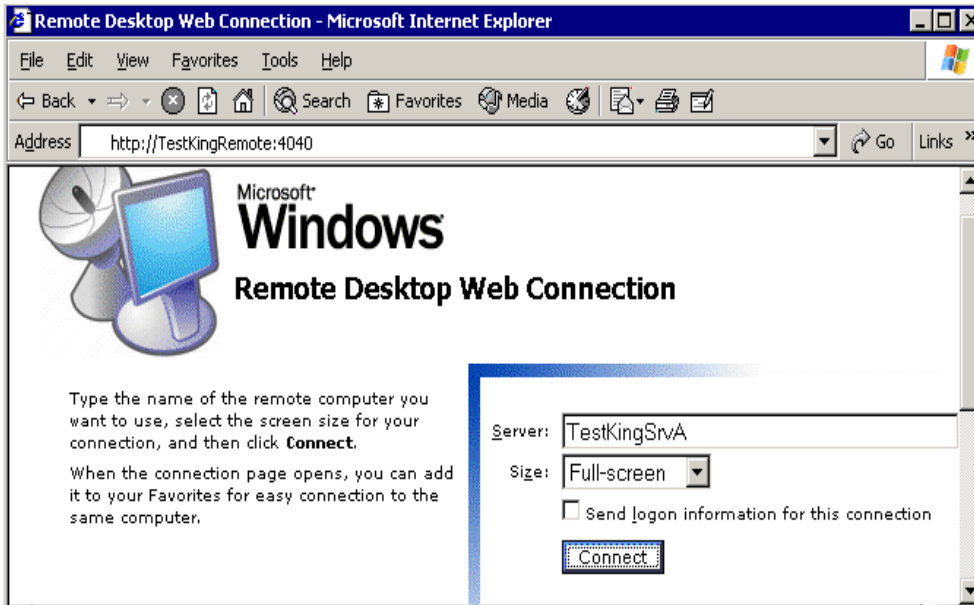 Remote Desktop Web Connection - Microsoft Internet Explorer
File Edit View Favorites Tools Help
Back Search Favorites Media
Address http://TestKingRemote:4040 Go Links »
Microsoft
Windows
Remote Desktop Web Connection
Type the name of the remote computer you
want to use, select the screen size for your
connection, and then click Connect.
When the connection page opens, you can add
it to your Favorites for easy connection to the
same computer.
Server: TestKingSrvA
Size: Full-screen
Send logon information for this connection
Connect